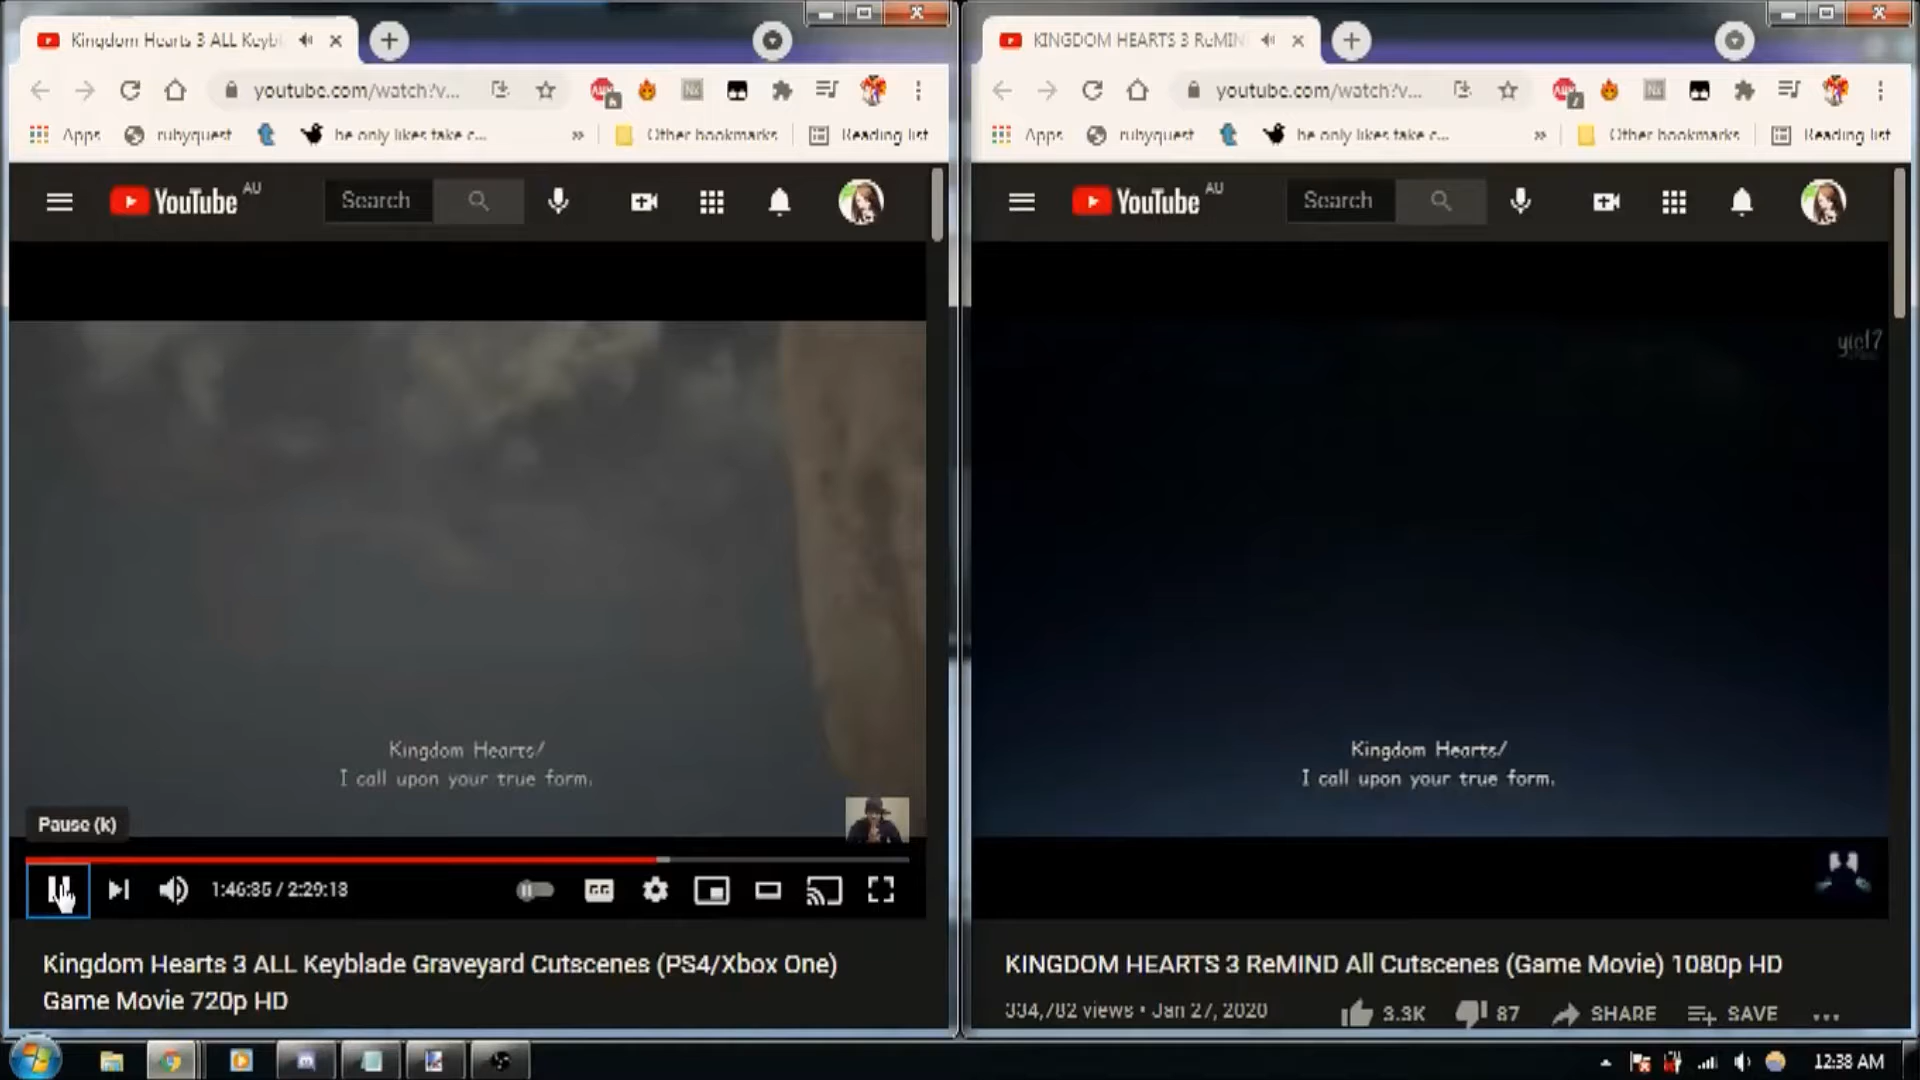 Kingdom Hearts 3 ALL Keybl
youtube.com/watch?v...
Apps
rubyquest
he only likes take c...
»
Other bookmarks
Reading list
YouTube AU
Search
Kingdom Hearts/
I call upon your true form.
Pause (k)
1:46:35 / 2:29:13
Kingdom Hearts 3 ALL Keyblade Graveyard Cutscenes (PS4/Xbox One)
Game Movie 720p HD
KINGDOM HEARTS 3 ReMIN
youtube.com/watch?v...
Apps
rubyquest
he only likes take c...
»
Other bookmarks
Reading list
YouTube AU
Search
Kingdom Hearts/
I call upon your true form.
KINGDOM HEARTS 3 ReMIND All Cutscenes (Game Movie) 1080p HD
334,782 views • Jan 27, 2020
3.3K
87
SHARE
SAVE
12:38 AM